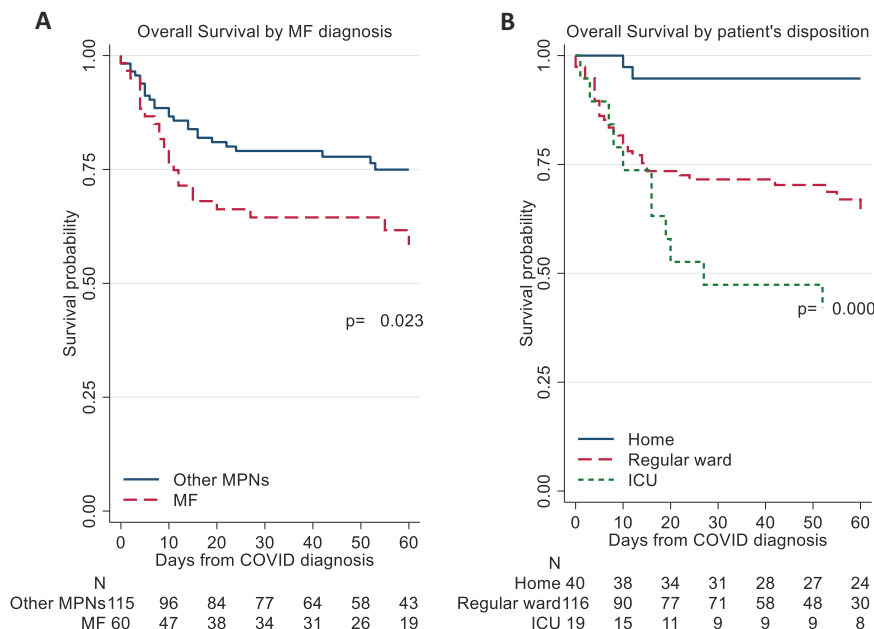 A
Overall Survival by MF diagnosis
Survival probability
1.00
0.75
0.50
0.25
0.00
p= 0.023
Other MPNs
MF
0 10 20 30 40 50 60
Days from COVID diagnosis
N
Other MPNs 115 96 84 77 64 58 43
MF 60 47 38 34 31 26 19
B
Overall Survival by patient's disposition
Survival probability
1.00
0.75
0.50
0.25
0.00
p= 0.000
Home
Regular ward
ICU
0 10 20 30 40 50 60
Days from COVID diagnosis
N
Home 40 38 34 31 28 27 24
Regular ward 116 90 77 71 58 48 30
ICU 19 15 11 9 9 9 8